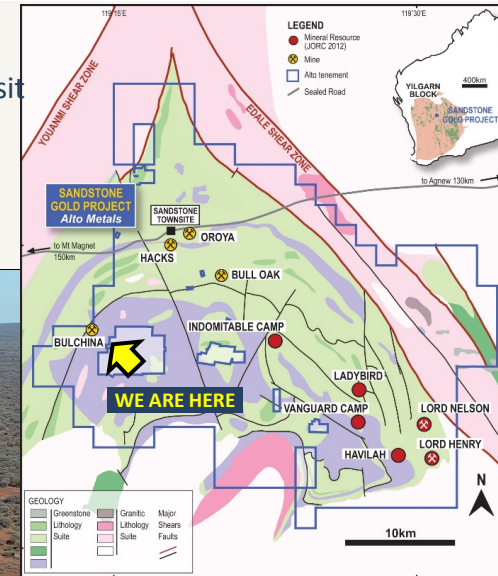 sit
119°15'E
119°30'E
LEGEND
Mineral Resource
(JORC 2012)
Mine
Alto tenement
Sealed Road
400km
YILGARN
BLOCK
SANDSTONE
GOLD PROJECT
YOUANMI SHEAR ZONE
EDALE SHEAR ZONE
to Agnew 130km
SANDSTONE
GOLD PROJECT
Alto Metals
SANDSTONE
TOWNSITE
OROYA
to Mt Magnet
150km
HACKS
BULL OAK
BULCHINA
INDOMITABLE CAMP
WE ARE HERE
LADYBIRD
VANGUARD CAMP
LORD NELSON
LORD HENRY
HAVILAH
N
GEOLOGY
Greenstone
Lithology
Suite
Granitic
Lithology
Suite
Major
Shears
Faults
10km